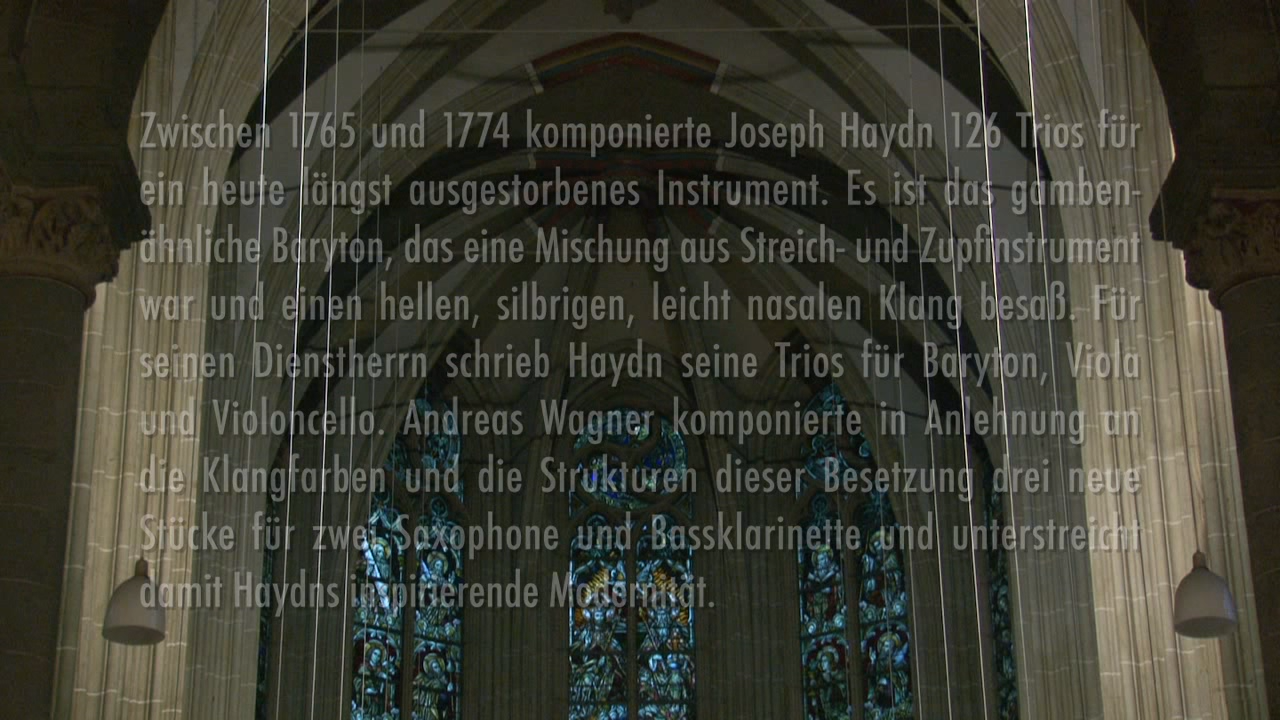 Zwischen 1765 und 1774 komponierte Joseph Haydn 126 Trios für
ein heute längst ausgestorbenes Instrument. Es ist das gamben-
ähnliche Baryton, das eine Mischung aus Streich- und Zupfinstrument
war und einen hellen, silbrigen, leicht nasalen Klang besaß. Für
seinen Dienstherrn schrieb Haydn seine Trios für Baryton, Viola
und Violoncello. Andreas Wagner komponierte in Anlehnung an
die Klangfarben und die Strukturen dieser Besetzung drei neue
Stücke für zwei Saxophone und Bassklarinette und unterstreicht
damit Haydns inspirierende Modernität.